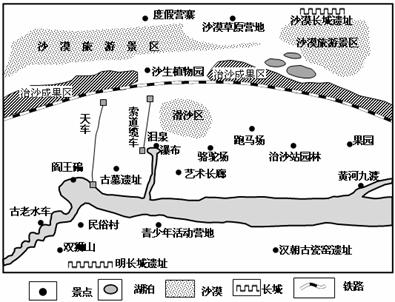 度假营寨
沙漠草原营地
沙漠长城遗址
沙漠旅游景区
沙漠旅游景区
沙生植物园
治沙成果区
治沙成果区
天车
索道缆车
滑沙区
泪泉
瀑布
跑马场
骆驼场
治沙站园林
果园
阎王碥
古墓遗址
艺术长廊
黄河九渡
古老水车
民俗村
青少年活动营地
双狮山
汉朝古瓷窑遗址
明长城遗址
景点
湖泊
沙漠
长城
铁路